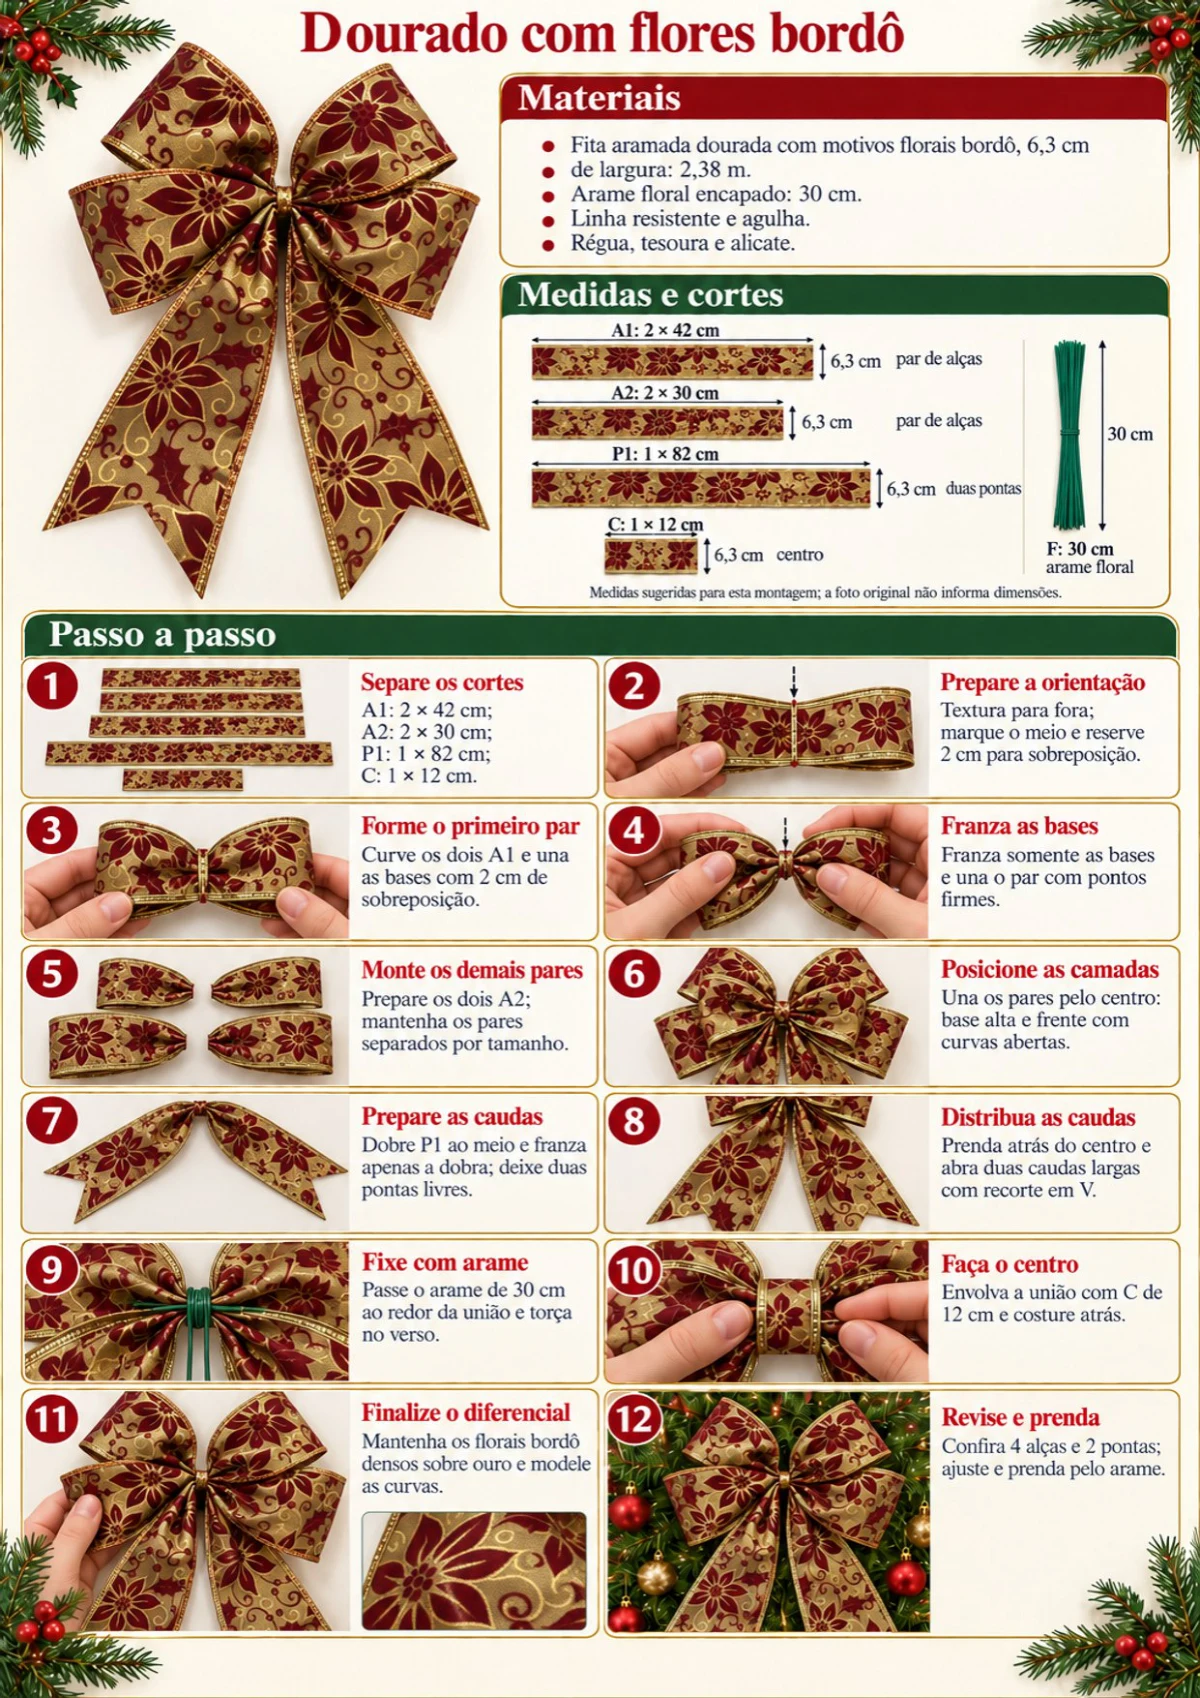 Dourado com flores bordô
Materiais
Fita aramada dourada com motivos florais bordô, 6,3 cm
de largura: 2,38 m.
Arame floral encapado: 30 cm.
Linha resistente e agulha.
Régua, tesoura e alicate.
Medidas e cortes
A1: 2 × 42 cm
6,3 cm par de alças
A2: 2 × 30 cm
6,3 cm par de alças
P1: 1 × 82 cm
6,3 cm duas pontas
C: 1 × 12 cm
6,3 cm centro
30 cm
F: 30 cm
arame floral
Medidas sugeridas para esta montagem; a foto original não informa dimensões.
Passo a passo
1
Separe os cortes
A1: 2 × 42 cm;
A2: 2 × 30 cm;
P1: 1 × 82 cm;
C: 1 × 12 cm.
2
Prepare a orientação
Textura para fora;
marque o meio e reserve
2 cm para sobreposição.
3
Forme o primeiro par
Curve os dois A1 e una
as bases com 2 cm de
sobreposição.
4
Franza as bases
Franza somente as bases
e una o par com pontos
firmes.
5
Monte os demais pares
Prepare os dois A2;
mantenha os pares
separados por tamanho.
6
Posicione as camadas
Una os pares pelo centro:
base alta e frente com
curvas abertas.
7
Prepare as caudas
Dobre P1 ao meio e franza
apenas a dobra; deixe duas
pontas livres.
8
Distribua as caudas
Prenda atrás do centro e
abra duas caudas largas
com recorte em V.
9
Fixe com arame
Passe o arame de 30 cm
ao redor da união e torça
no verso.
10
Faça o centro
Envolva a união com C de
12 cm e costure atrás.
11
Finalize o diferencial
Mantenha os florais bordô
densos sobre ouro e modele
as curvas.
12
Revise e prenda
Confira 4 alças e 2 pontas;
ajuste e prenda pelo arame.